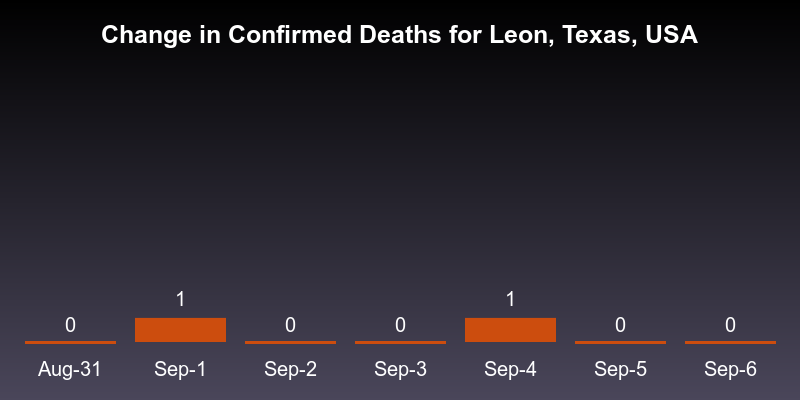 Change in Confirmed Deaths for Leon, Texas, USA
0 1 0 0 1 0 0
Aug-31 Sep-1 Sep-2 Sep-3 Sep-4 Sep-5 Sep-6